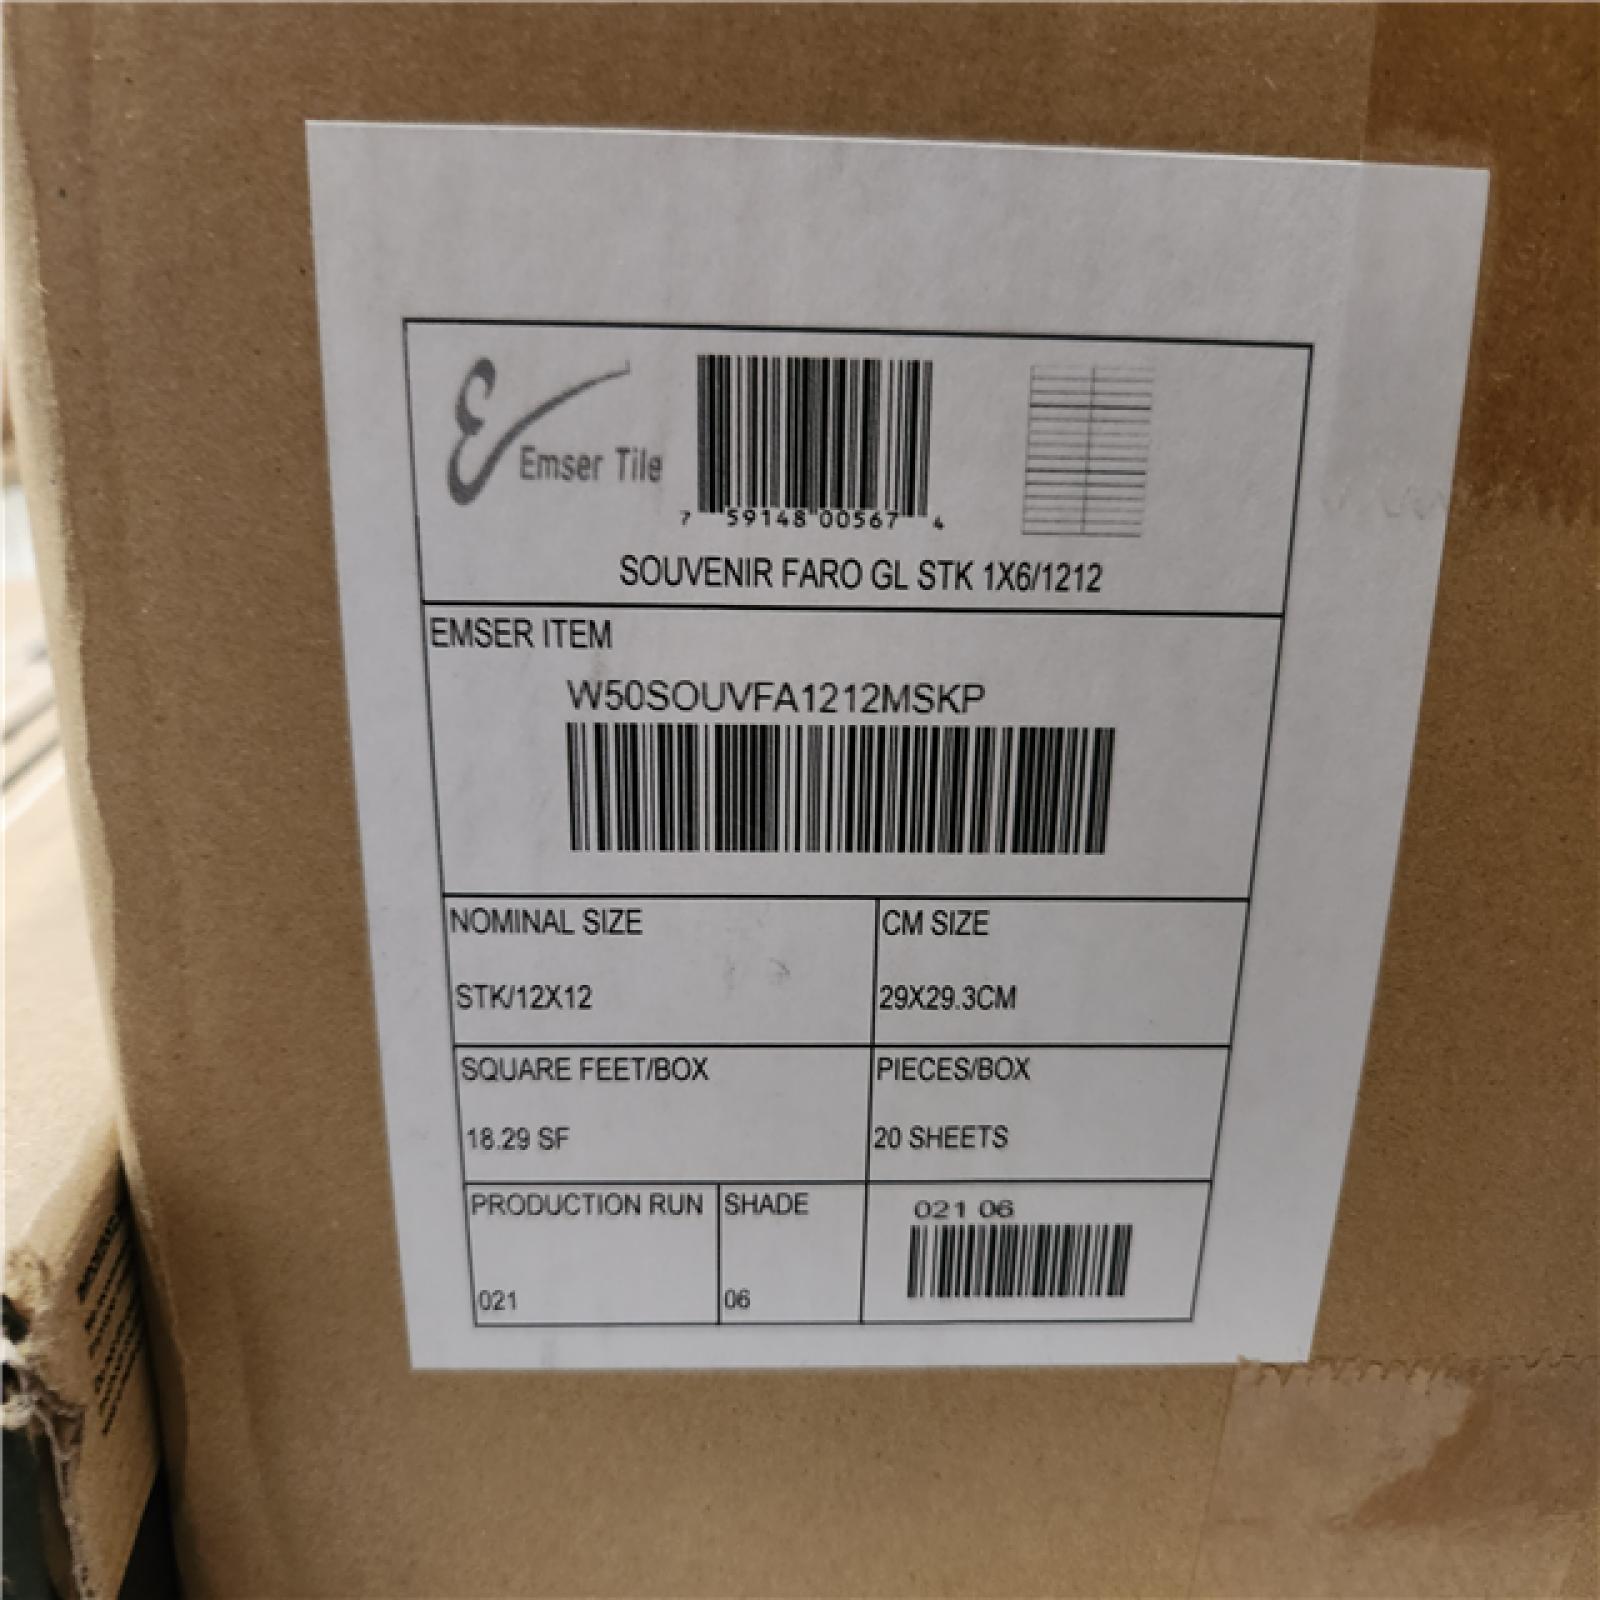 Emser Tile
7 59148 00567 4
SOUVENIR FARO GL STK 1X6/1212
EMSER ITEM
W50SOUVFA1212MSKP
NOMINAL SIZE
STK/12X12
CM SIZE
29X29.3CM
SQUARE FEET/BOX
18.29 SF
PIECES/BOX
20 SHEETS
PRODUCTION RUN
021
SHADE
06
021 06